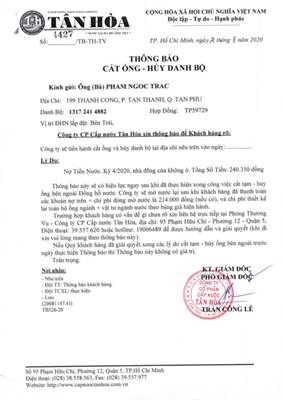 CỘNG HÒA XÃ HỘI CHỦ NGHĨA VIỆT NAM
Độc lập - Tự do - Hạnh phúc
TÂN HÒA
Số: 4427 /TB-TH-TV
TP. Hồ Chí Minh, ngày /8 năm 2020
THÔNG BÁO
CẮT ỐNG - HỦY DANH BỘ
Kính gửi: Ông (Bà) PHAM NGOC TRAC
Địa Chỉ: 199 THANH CONG, P. TAN THANH, Q. TAN PHU
Danh Bộ: 1317 241 4882
Hợp Đồng: TP59729
Vị trí ĐHN lắp đặt: Bên Trái,
Công ty CP Cấp nước Tân Hòa xin thông báo để Khách hàng rõ:
Công ty sẽ tiến hành cắt ống và hủy danh bộ tại địa chỉ nêu trên vào ngày
Lý Do:
Nợ Tiền Nước. Kỳ 4/2020, nhà đóng cửa không ở. Tổng Số Tiền: 240.350 đồng
Thông báo này sẽ có hiệu lực ngay sau khi đã thực hiện xong công việc cắt tạm - hủy
ống bên ngoài Đồng hồ nước. Công ty sẽ mở nước lại khi khách hàng đã thanh toán
các khoản nợ trên + chi phí đóng mở nước là 214.000 đồng (nếu có), và chi phí thiết kế
lại toàn bộ ống ngánh + vật tư ngành nước theo bảng giá hiện hành.
Trường hợp khách hàng có vấn đề gì chưa rõ xin liên hệ trực tiếp tại Phòng Thương
Vụ - Công ty CP Cấp nước Tân Hòa, địa chỉ: 95 Phạm Hữu Chí - Phường 12 - Quận 5,
Điện thoại: 39.557.620 hoặc hotline: 19006489 để được hướng dẫn và giải quyết (khi đi
xin vui lòng mang theo thông báo này).
Nếu Quý khách hàng đã giải quyết xong các lý do cắt tạm - hủy ống bên ngoài trước
ngày thực hiện Thông báo thì Thông báo này không có giá trị.
Trân trọng.
Nơi nhận:
- Như trên
- Đội TT: Thông báo khách hàng.
- Đội TCXL: thực hiện
- Lưu.
(20081147.41)
TB326-20
KT. GIÁM ĐỐC
PHÓ GIÁM ĐỐC
CÔNG TY
CỔ PHẦN
CẤP NƯỚC
TÂN HÒA
TRẦN CÔNG LỄ
Số 95 Phạm Hữu Chí, Phường 12, Quận 5, TP.Hồ Chí Minh
Điện thoại: (028) 38.558.563, Fax: (028) 39.557.977
Website: http://www.capnuoctanhoa.com.vn